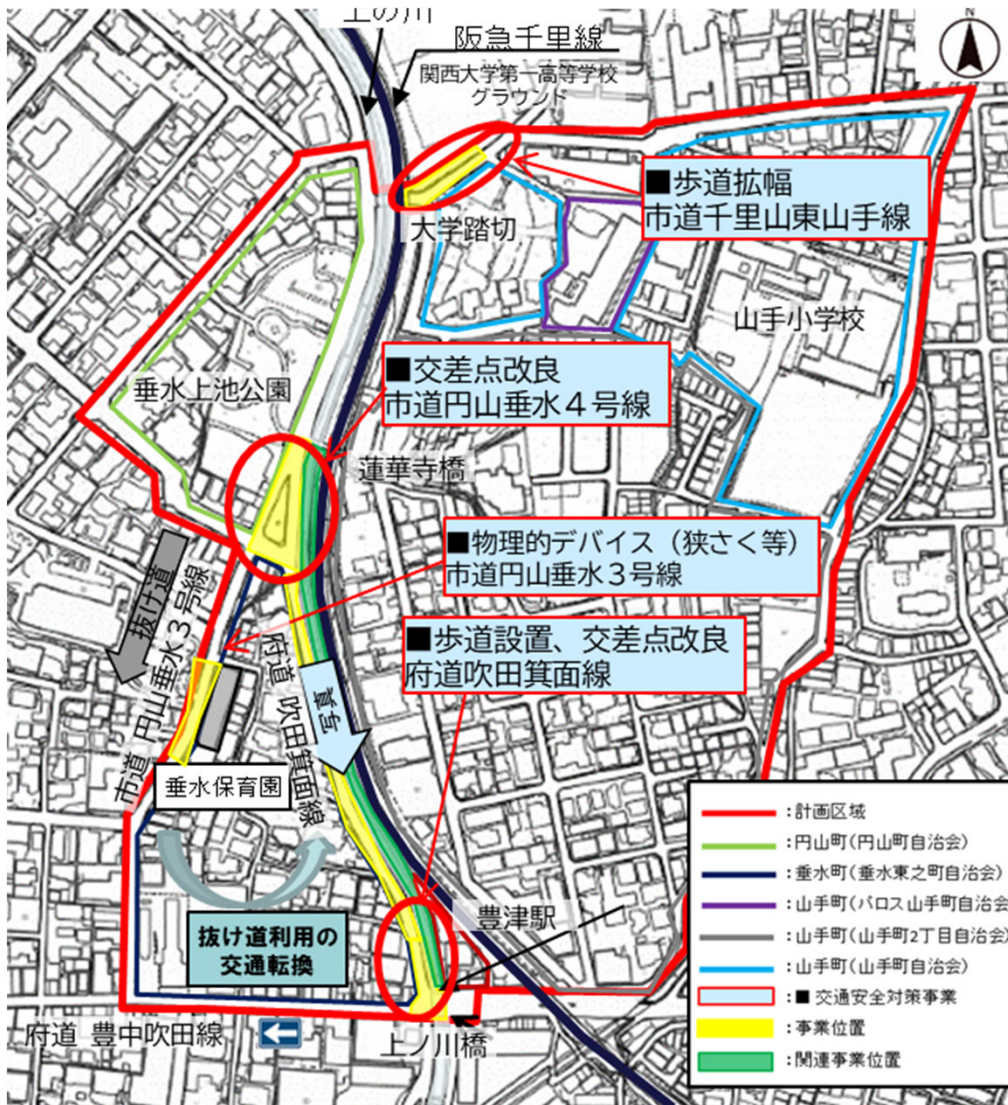 上の川
阪急千里線
関西大学第一高等学校
グラウンド
N
■歩道拡幅
市道千里山東山手線
大学踏切
山手小学校
■交差点改良
市道円山垂水4号線
垂水上池公園
蓮華寺橋
■物理的デバイス(狭さく等)
市道円山垂水3号線
抜け道
市道 円山垂水3号線
■歩道設置、交差点改良
府道吹田箕面線
府道 吹田箕面線
写真
垂水保育園
抜け道利用の
交通転換
豊津駅
府道 豊中吹田線
上ノ川橋
:計画区域
:円山町(円山町自治会)
:垂水町(垂水東之町自治会)
:山手町(パロス山手町自治会
:山手町(山手町2丁目自治会)
:山手町(山手町自治会)
:■ 交通安全対策事業
:事業位置
:関連事業位置